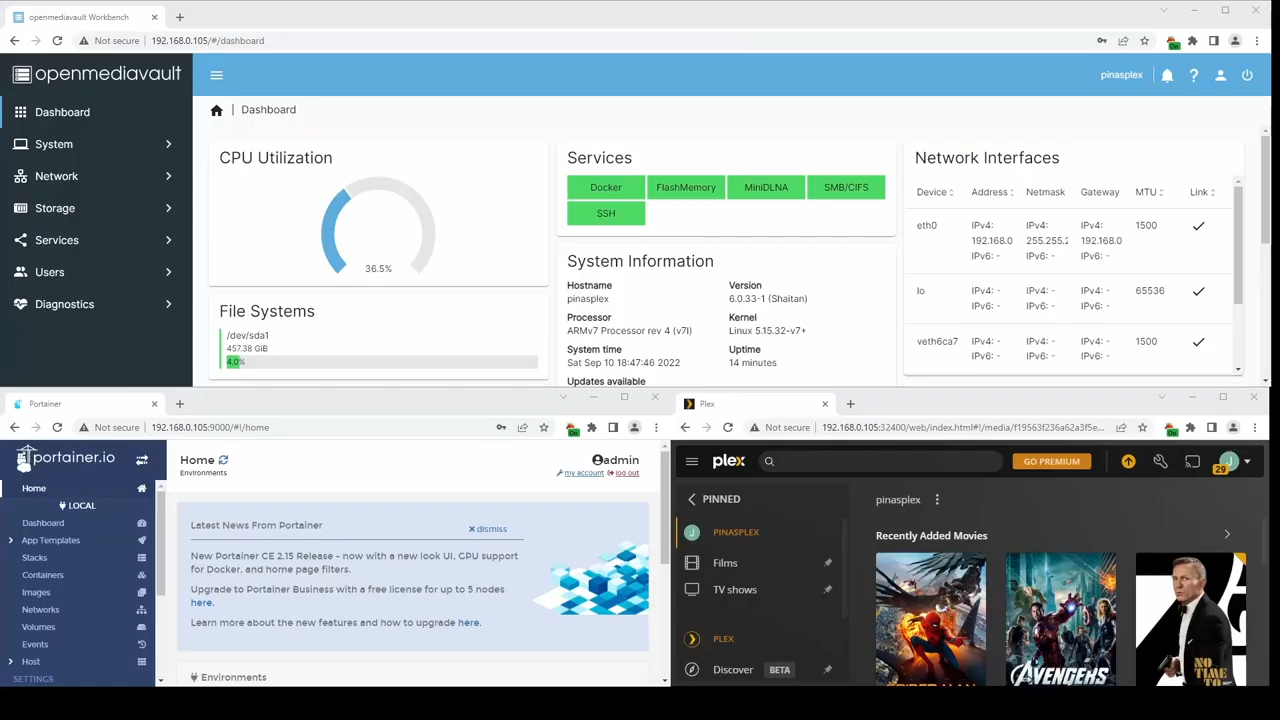 openmediavault Workbench
Not secure
192.168.0.105/#/dashboard
On
openmediavault
pinasplex
Dashboard
System
Network
Storage
Services
Users
Diagnostics
Dashboard
CPU Utilization
36.5%
File Systems
/dev/sda1
457.38 GiB
4.0%
Services
Docker
FlashMemory
MiniDLNA
SMB/CIFS
SSH
System Information
Hostname
pinasplex
Version
6.0.33-1 (Shaitan)
Processor
ARMv7 Processor rev 4 (v7l)
Kernel
Linux 5.15.32-v7+
System time
Sat Sep 10 18:47:46 2022
Uptime
14 minutes
Updates available
Network Interfaces
Device Address Netmask Gateway MTU Link
eth0
IPv4: IPv4: IPv4: 1500
192.168.0 255.255.2 192.168.0
IPv6: - IPv6: - IPv6: -
lo
IPv4: - IPv4: - IPv4: - 65536
IPv6: - IPv6: - IPv6: -
veth6ca7
IPv4: - IPv4: - IPv4: - 1500
IPv6: - IPv6: - IPv6: -
Portainer
Not secure
192.168.0.105:9000/#!/home
On
portainer.io
Home
LOCAL
Dashboard
App Templates
Stacks
Containers
Images
Networks
Volumes
Events
Host
SETTINGS
Home
Environments
admin
my account
log out
Latest News From Portainer
dismiss
New Portainer CE 2.15 Release - now with a new look UI, GPU support
for Docker, and home page filters.
Upgrade to Portainer Business with a free license for up to 5 nodes
here.
Learn more about the new features and how to upgrade here.
Environments
Plex
Not secure
192.168.0.105:32400/web/index.html#!/media/f19563f236a62a3f5e...
On
plex
GO PREMIUM
J
29
PINNED
J
PINASPLEX
Films
TV shows
PLEX
Discover
BETA
pinasplex
Recently Added Movies
SPIDER-MAN
AVENGERS
NO
TIME
TO